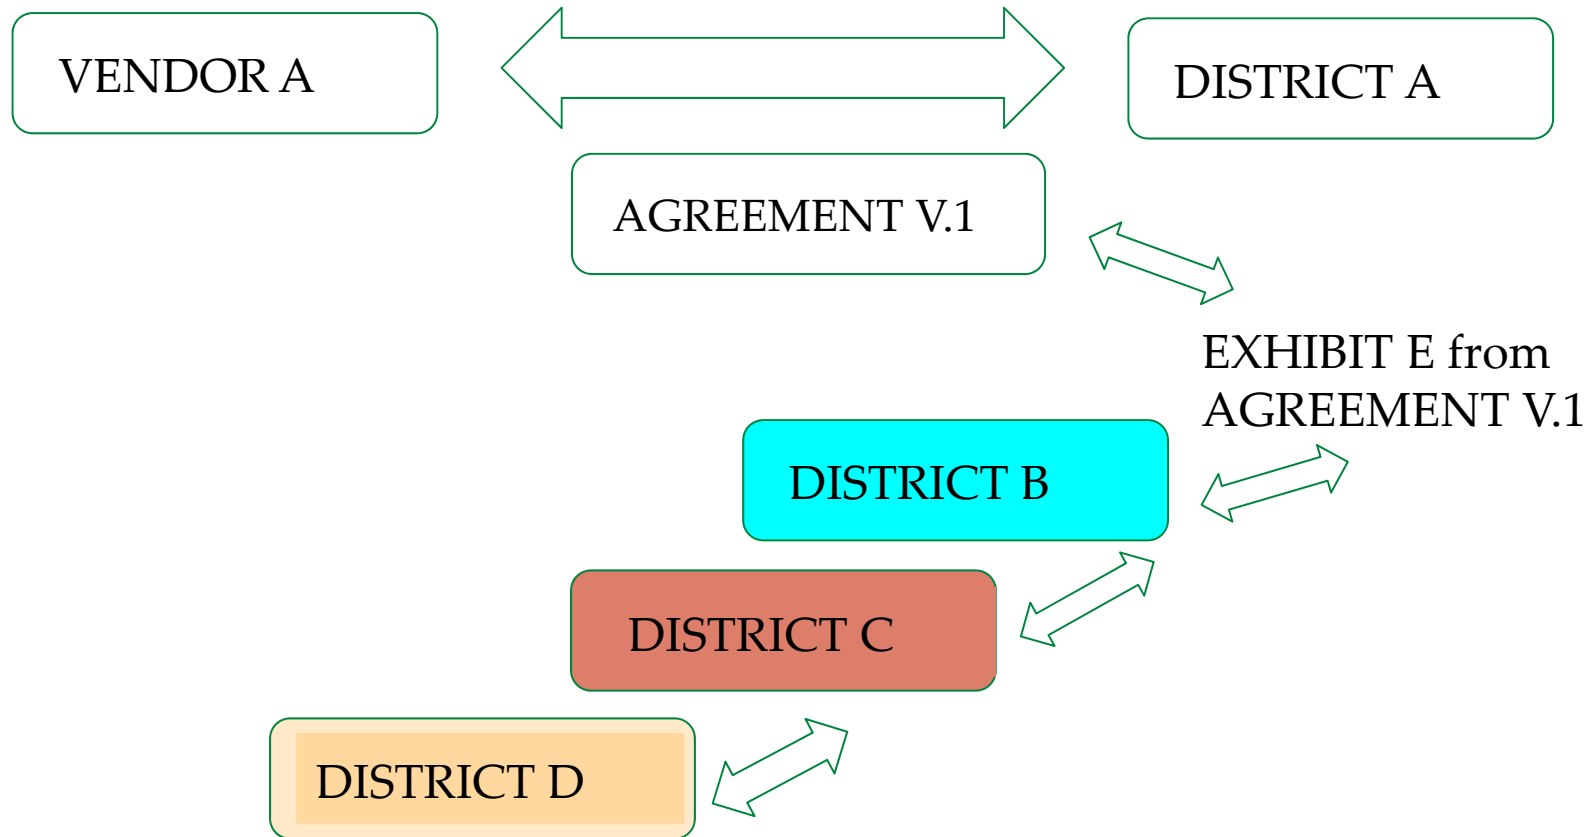 VENDOR A
DISTRICT A
AGREEMENT V.1
EXHIBIT E from
AGREEMENT V.1
DISTRICT B
DISTRICT C
DISTRICT D